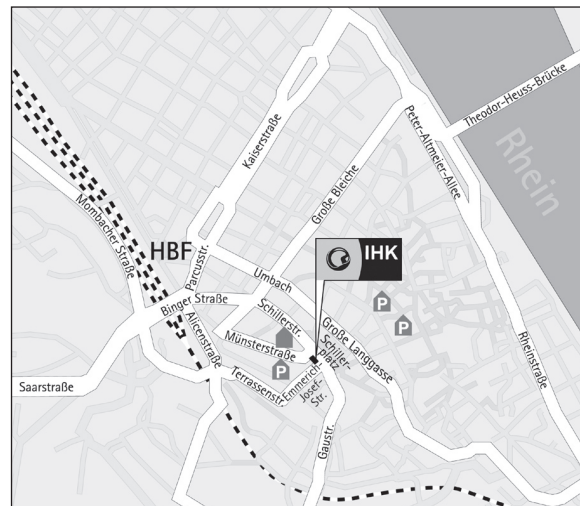 Theodor-Heuss-Brücke
Peter-Altmeier-Allee
Rhein
Kaiserstraße
Große Bleiche
Mombacher Straße
HBF
Parcusstr.
IHK
Umbach
Binger Straße
Schillerstr.
P
P
Große Langgasse
Alicenstraße
Münsterstraße
Schiller-
platz
P
Rheinstraße
Saarstraße
Terrassenstr.
Emmerich-
Josef-
Str.
Gaustr.